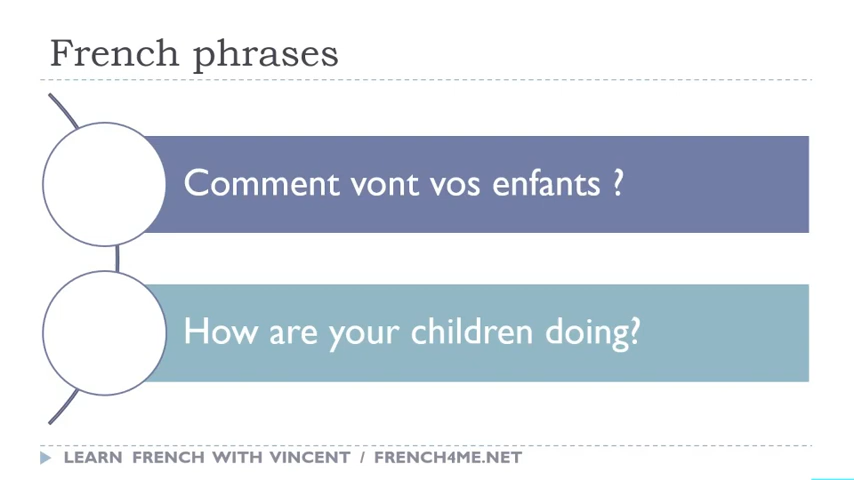 French phrases
Comment vont vos enfants ?
How are your children doing?
LEARN FRENCH WITH VINCENT / FRENCH4ME.NET